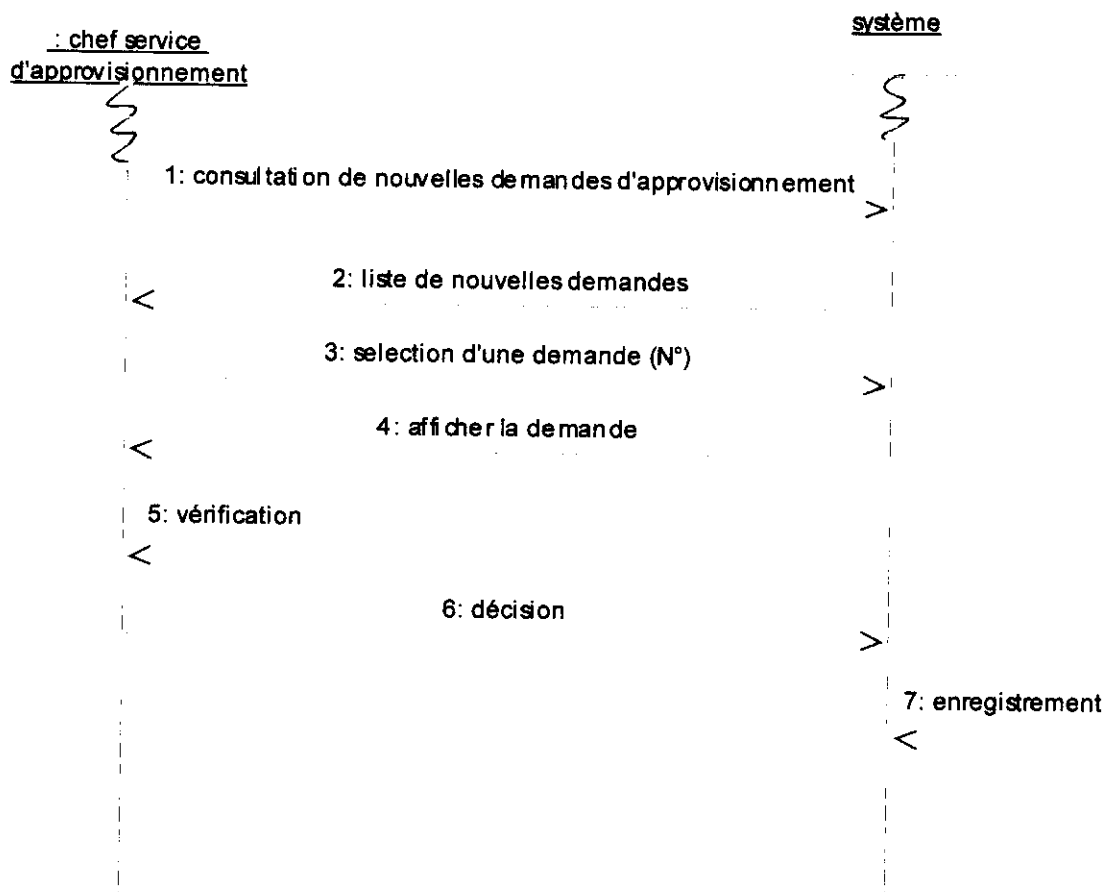 : chef service
d'approvisionnement
système
1: consultation de nouvelles demandes d'approvisionnement
2: liste de nouvelles demandes
3: selection d'une demande (N°)
4: afficher la demande
5: vérification
6: décision
7: enregistrement